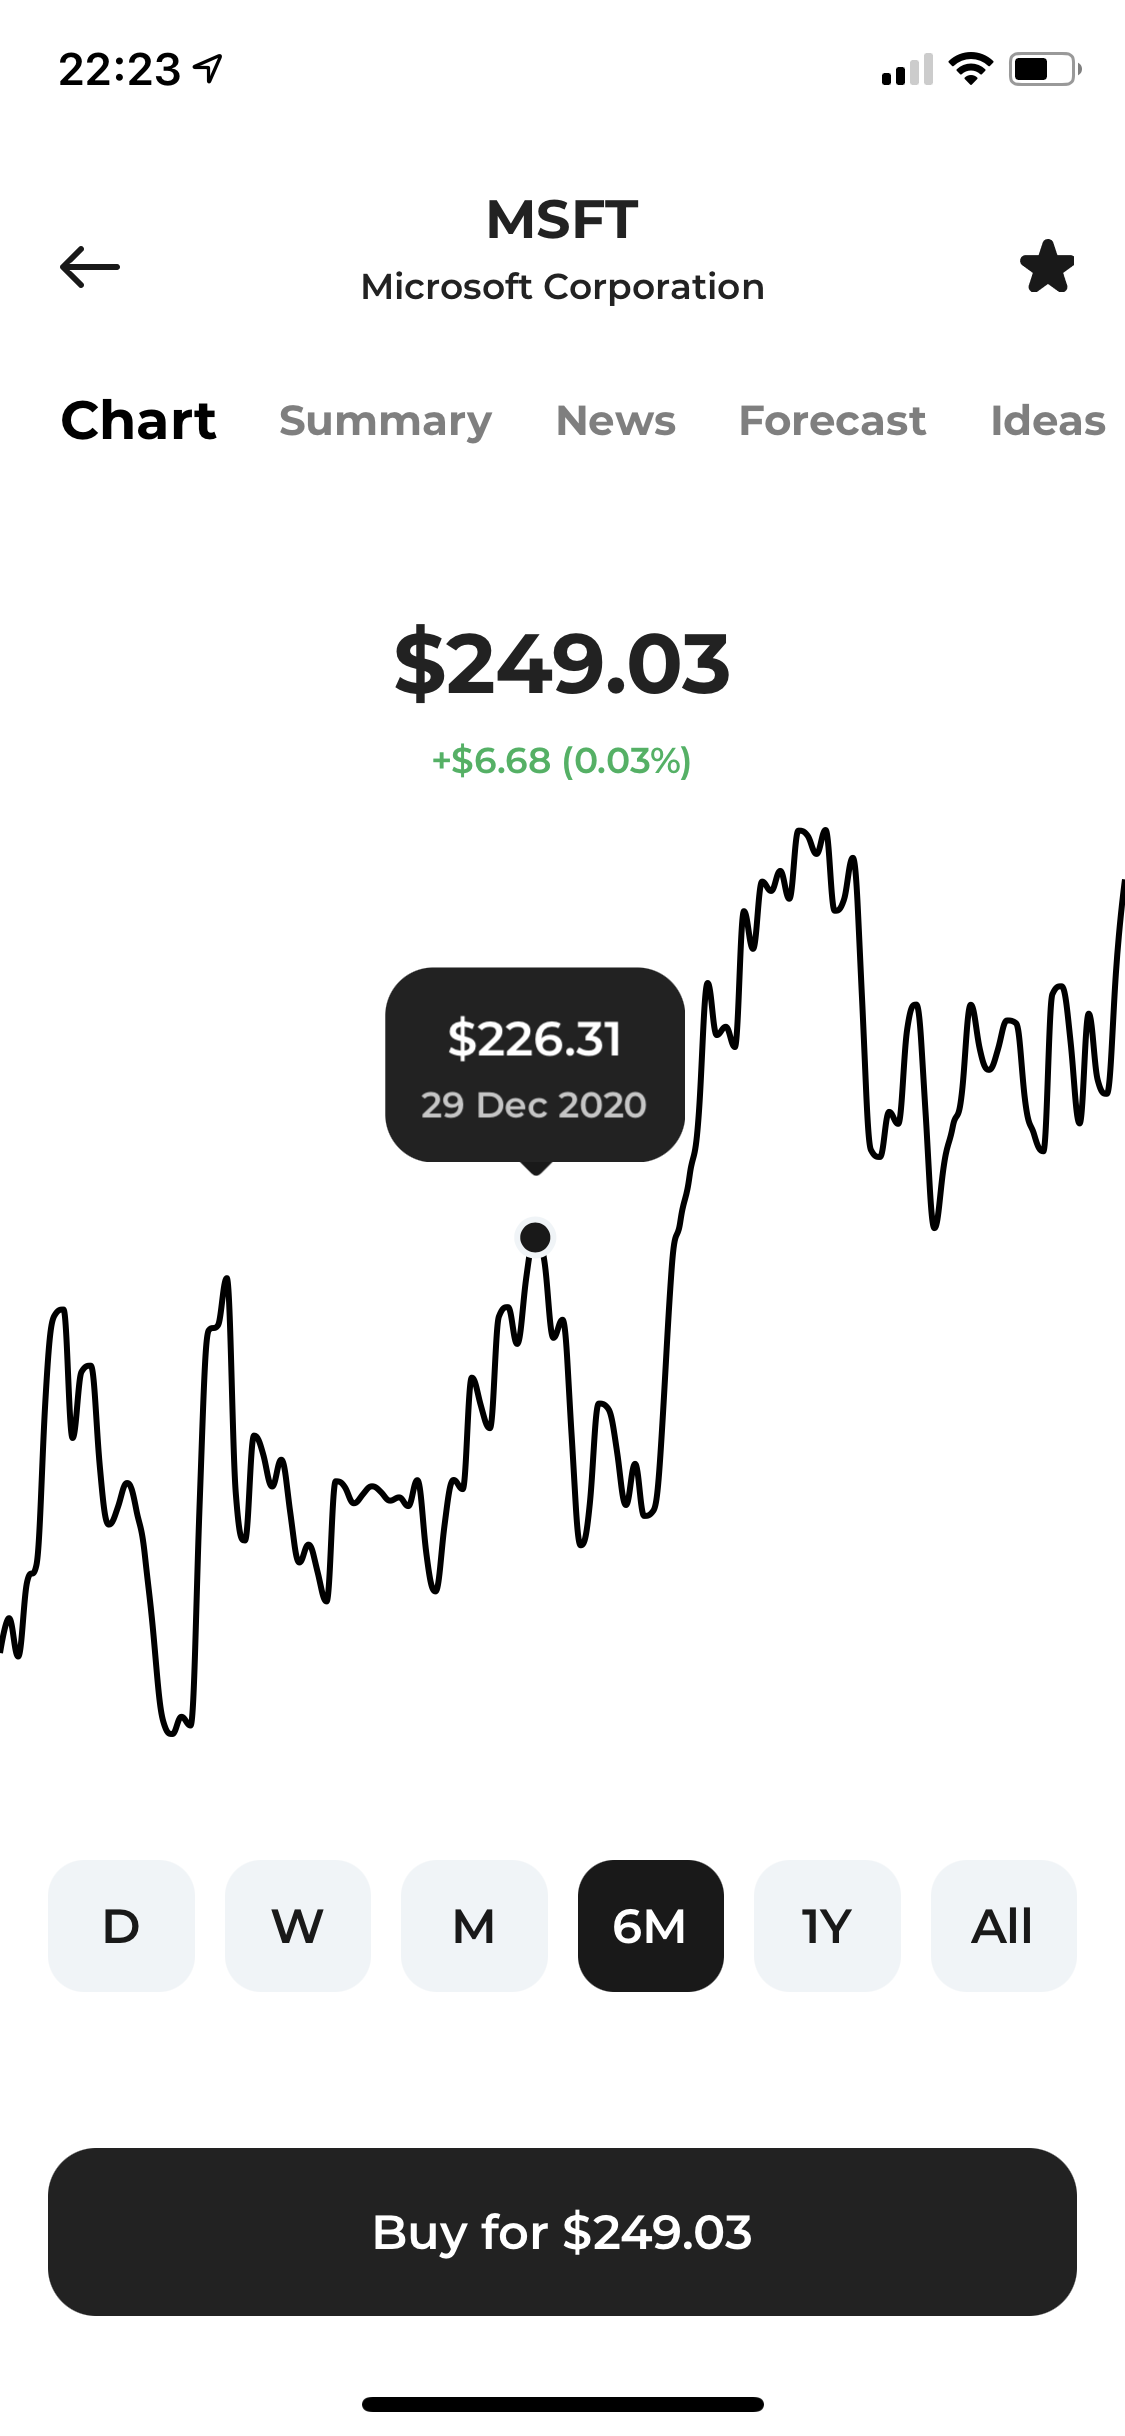 22:23
MSFT
Microsoft Corporation
Chart Summary News Forecast Ideas
$249.03
+$6.68 (0.03%)
$226.31
29 Dec 2020
D W M 6M 1Y All
Buy for $249.03